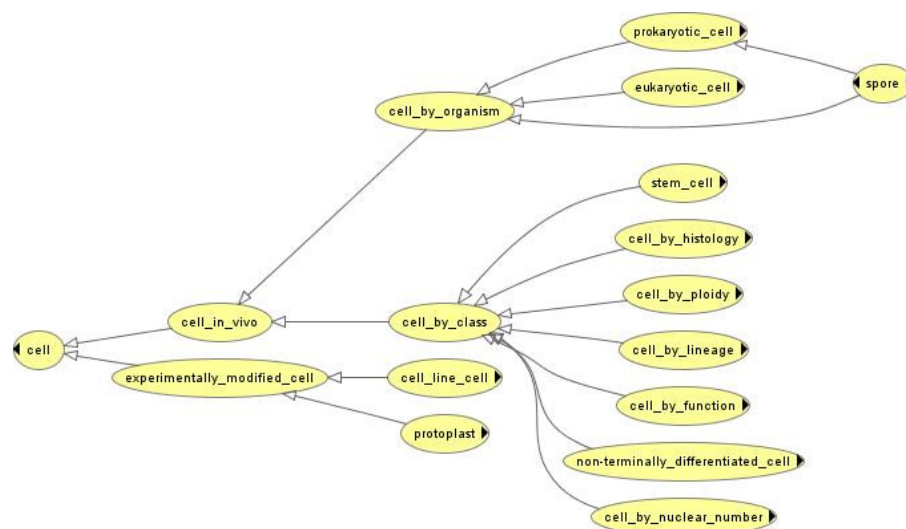 prokaryotic_cell
spore
eukaryotic_cell
cell_by_organism
stem_cell
cell_by_histology
cell_by_ploidy
cell_in_vivo
cell_by_class
cell
cell_by_lineage
experimentally_modified_cell
cell_line_cell
cell_by_function
protoplast
non-terminally_differentiated_cell
cell_by_nuclear_number